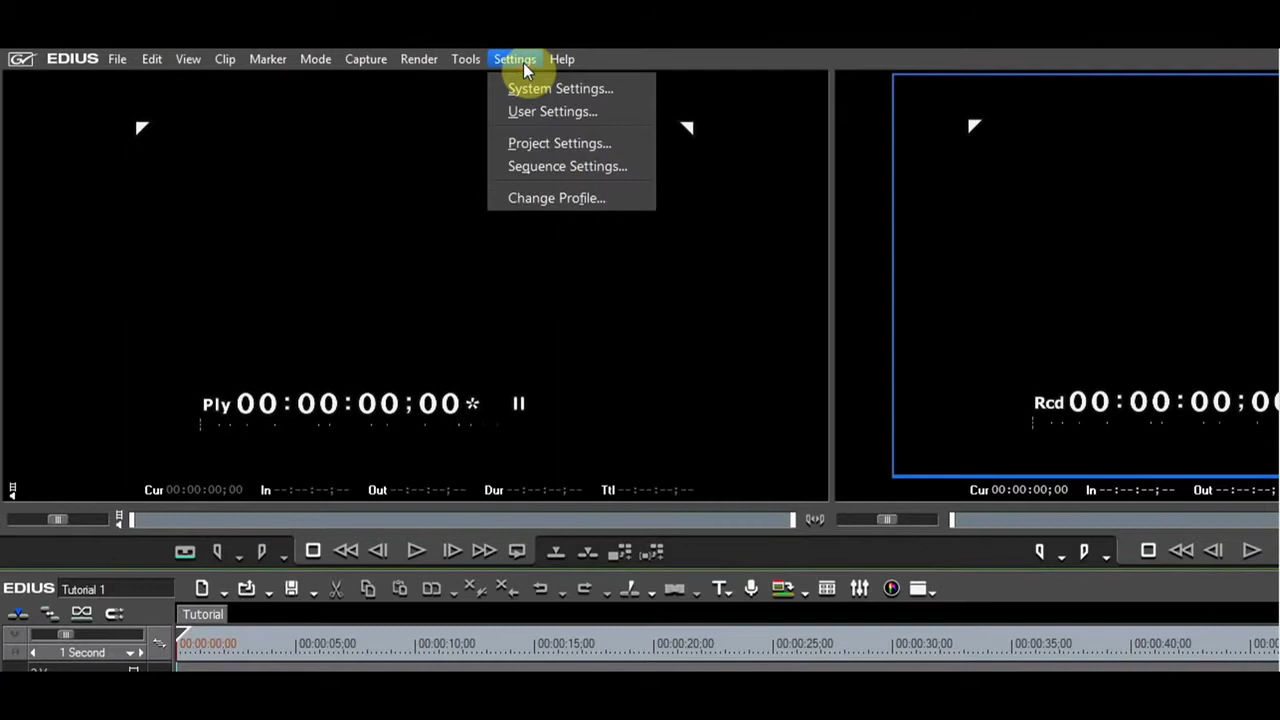 EDIUS File Edit View Clip Marker Mode Capture Render Tools Settings Help
System Settings...
User Settings...
Project Settings...
Sequence Settings...
Change Profile...
Ply 00:00:00;00* II
Rcd 00:00:00;0
Cur 00:00:00;00 In --:--:--;-- Out --:--:--;-- Dur --:--:--;-- Ttl --:--:--;--
Cur 00:00:00;00 In --:--:--;-- Out --:--:--;--
EDIUS Tutorial 1
Tutorial
1 Second
00:00:00;00 00:00:05;00 00:00:10;00 00:00:15;00 00:00:20;00 00:00:25;00 00:00:30;00 00:00:35;00 00:00:40;00 00:00